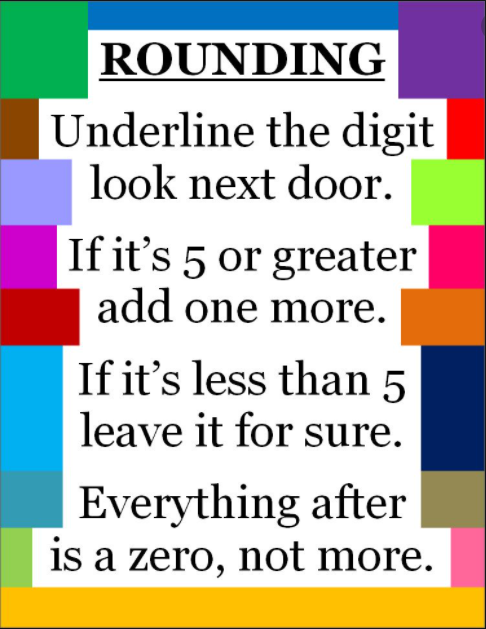 ROUNDING
Underline the digit
look next door.
If it’s 5 or greater
add one more.
If it’s less than 5
leave it for sure.
Everything after
is a zero, not more.